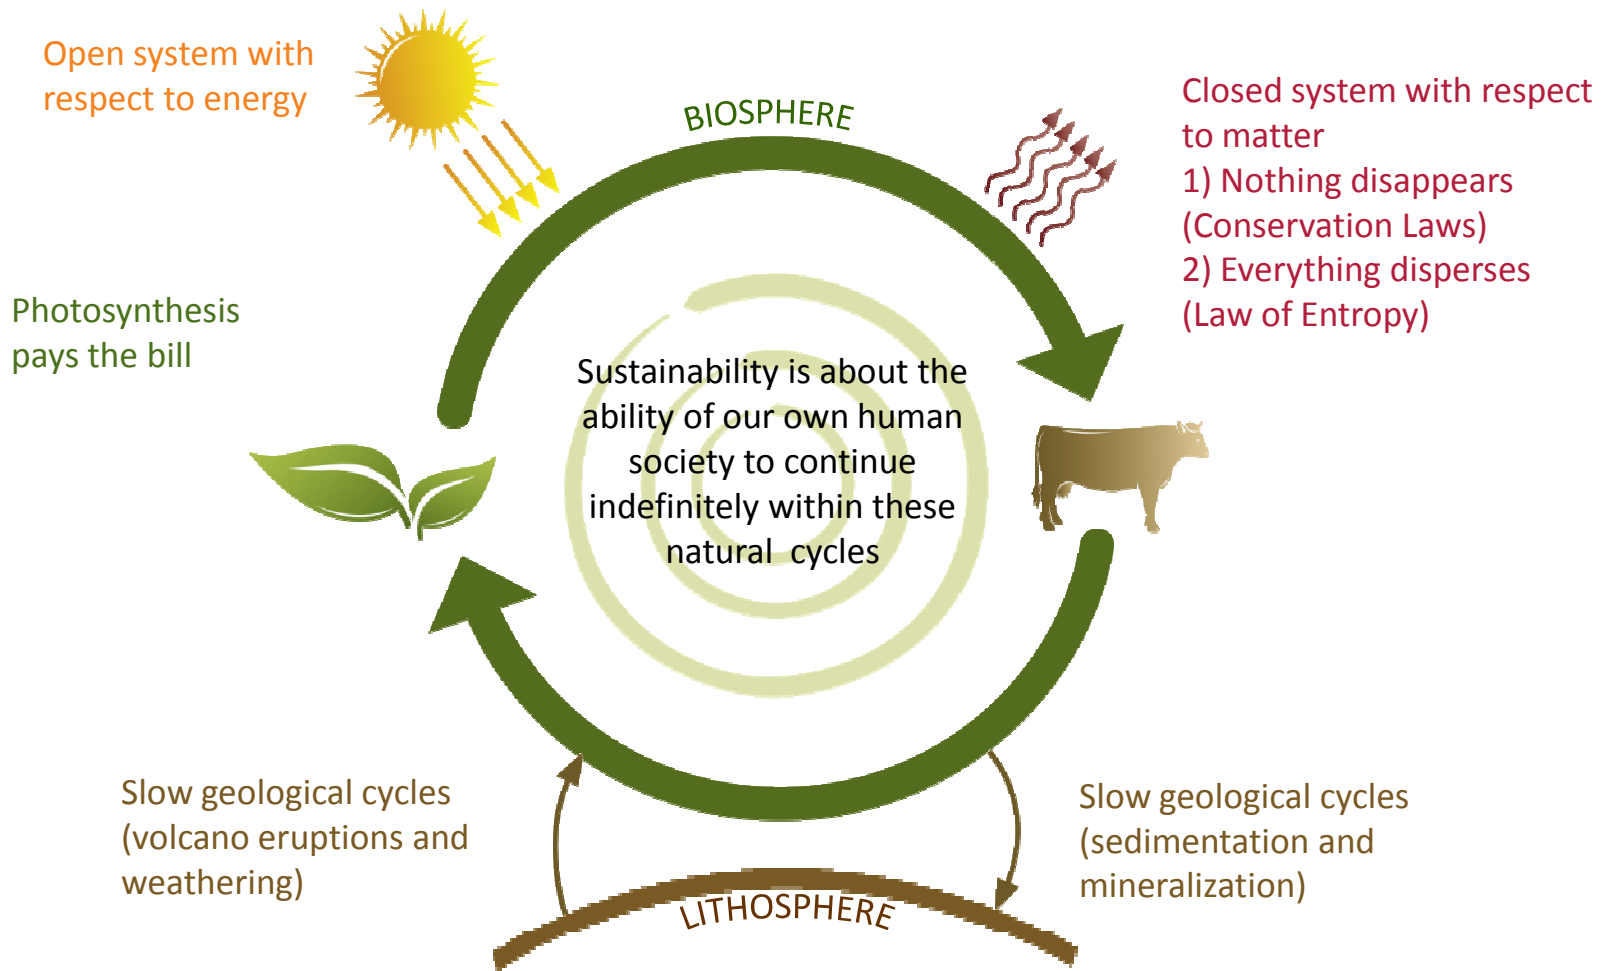 Open system with
respect to energy
BIOSPHERE
Closed system with respect
to matter
1) Nothing disappears
(Conservation Laws)
2) Everything disperses
(Law of Entropy)
Photosynthesis
pays the bill
Sustainability is about the
ability of our own human
society to continue
indefinitely within these
natural cycles
Slow geological cycles
(volcano eruptions and
weathering)
Slow geological cycles
(sedimentation and
mineralization)
LITHOSPHERE